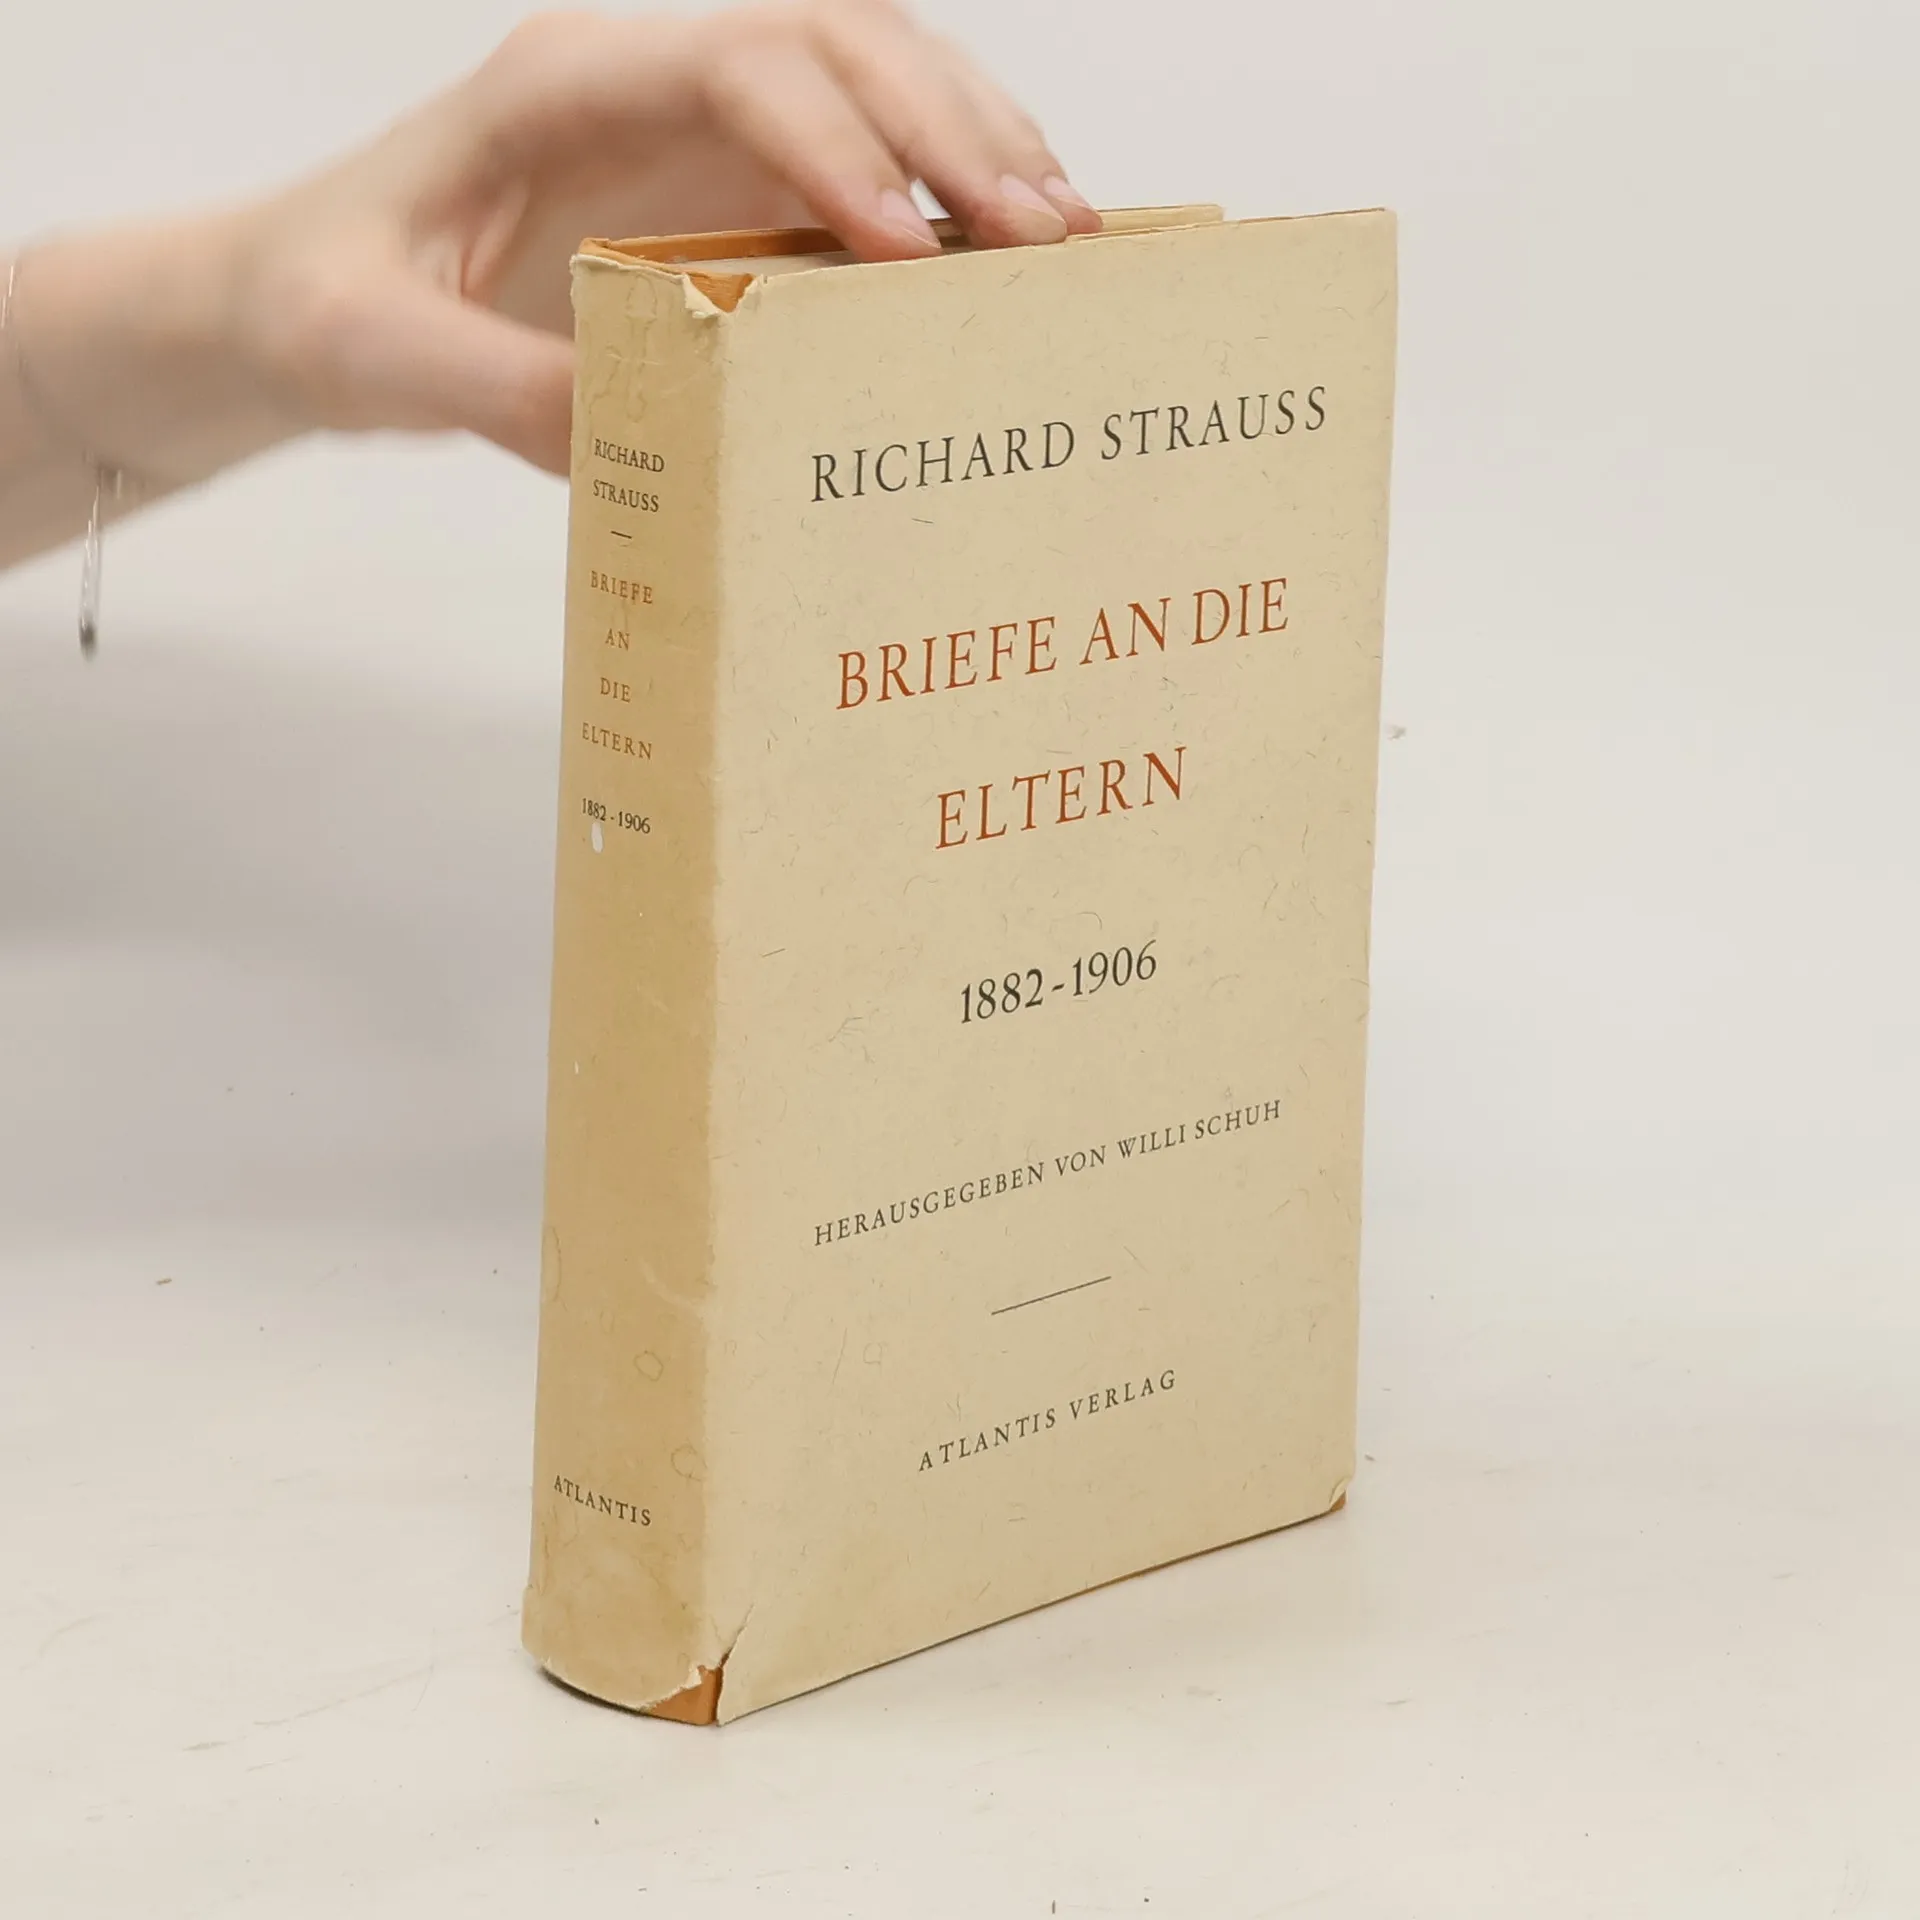 RICHARD
STRAUSS
—
BRIEFE
AN
DIE
ELTERN
1882-1906
ATLANTIS
RICHARD STRAUSS
BRIEFE AN DIE
ELTERN
1882-1906
HERAUSGEGEBEN VON WILLI SCHUH
ATLANTIS VERLAG